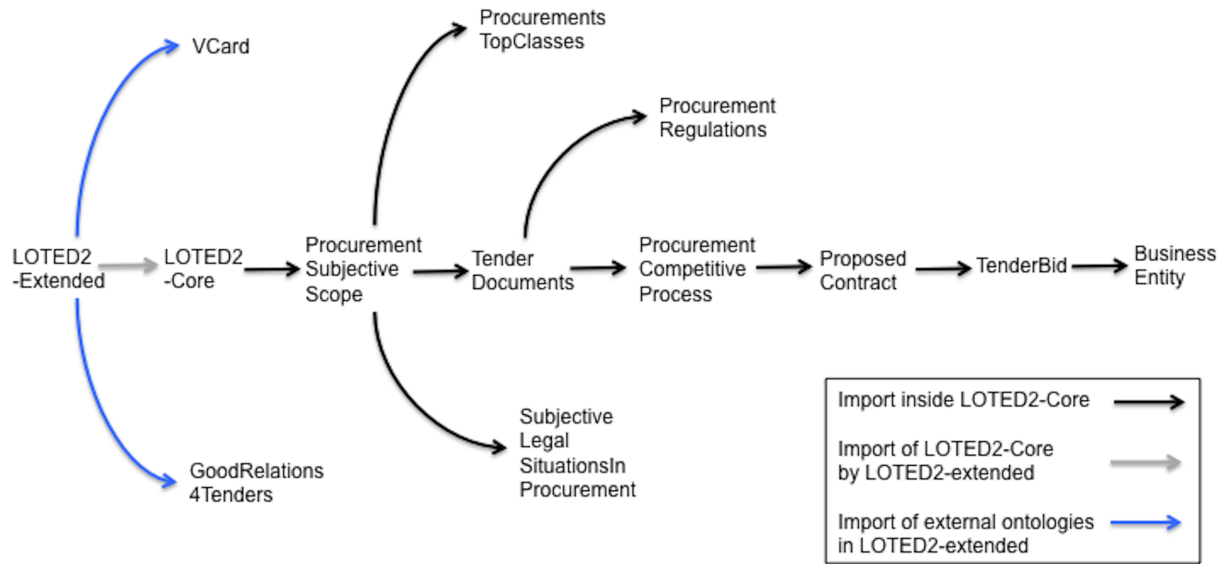 Procurements
TopClasses
VCard
Procurement
Regulations
LOTED2
-Extended
LOTED2
-Core
Procurement
Subjective
Scope
Tender
Documents
Procurement
Competitive
Process
Proposed
Contract
TenderBid
Business
Entity
GoodRelations
4Tenders
Subjective
Legal
SituationsIn
Procurement
Import inside LOTED2-Core
Import of LOTED2-Core
by LOTED2-extended
Import of external ontologies
in LOTED2-extended